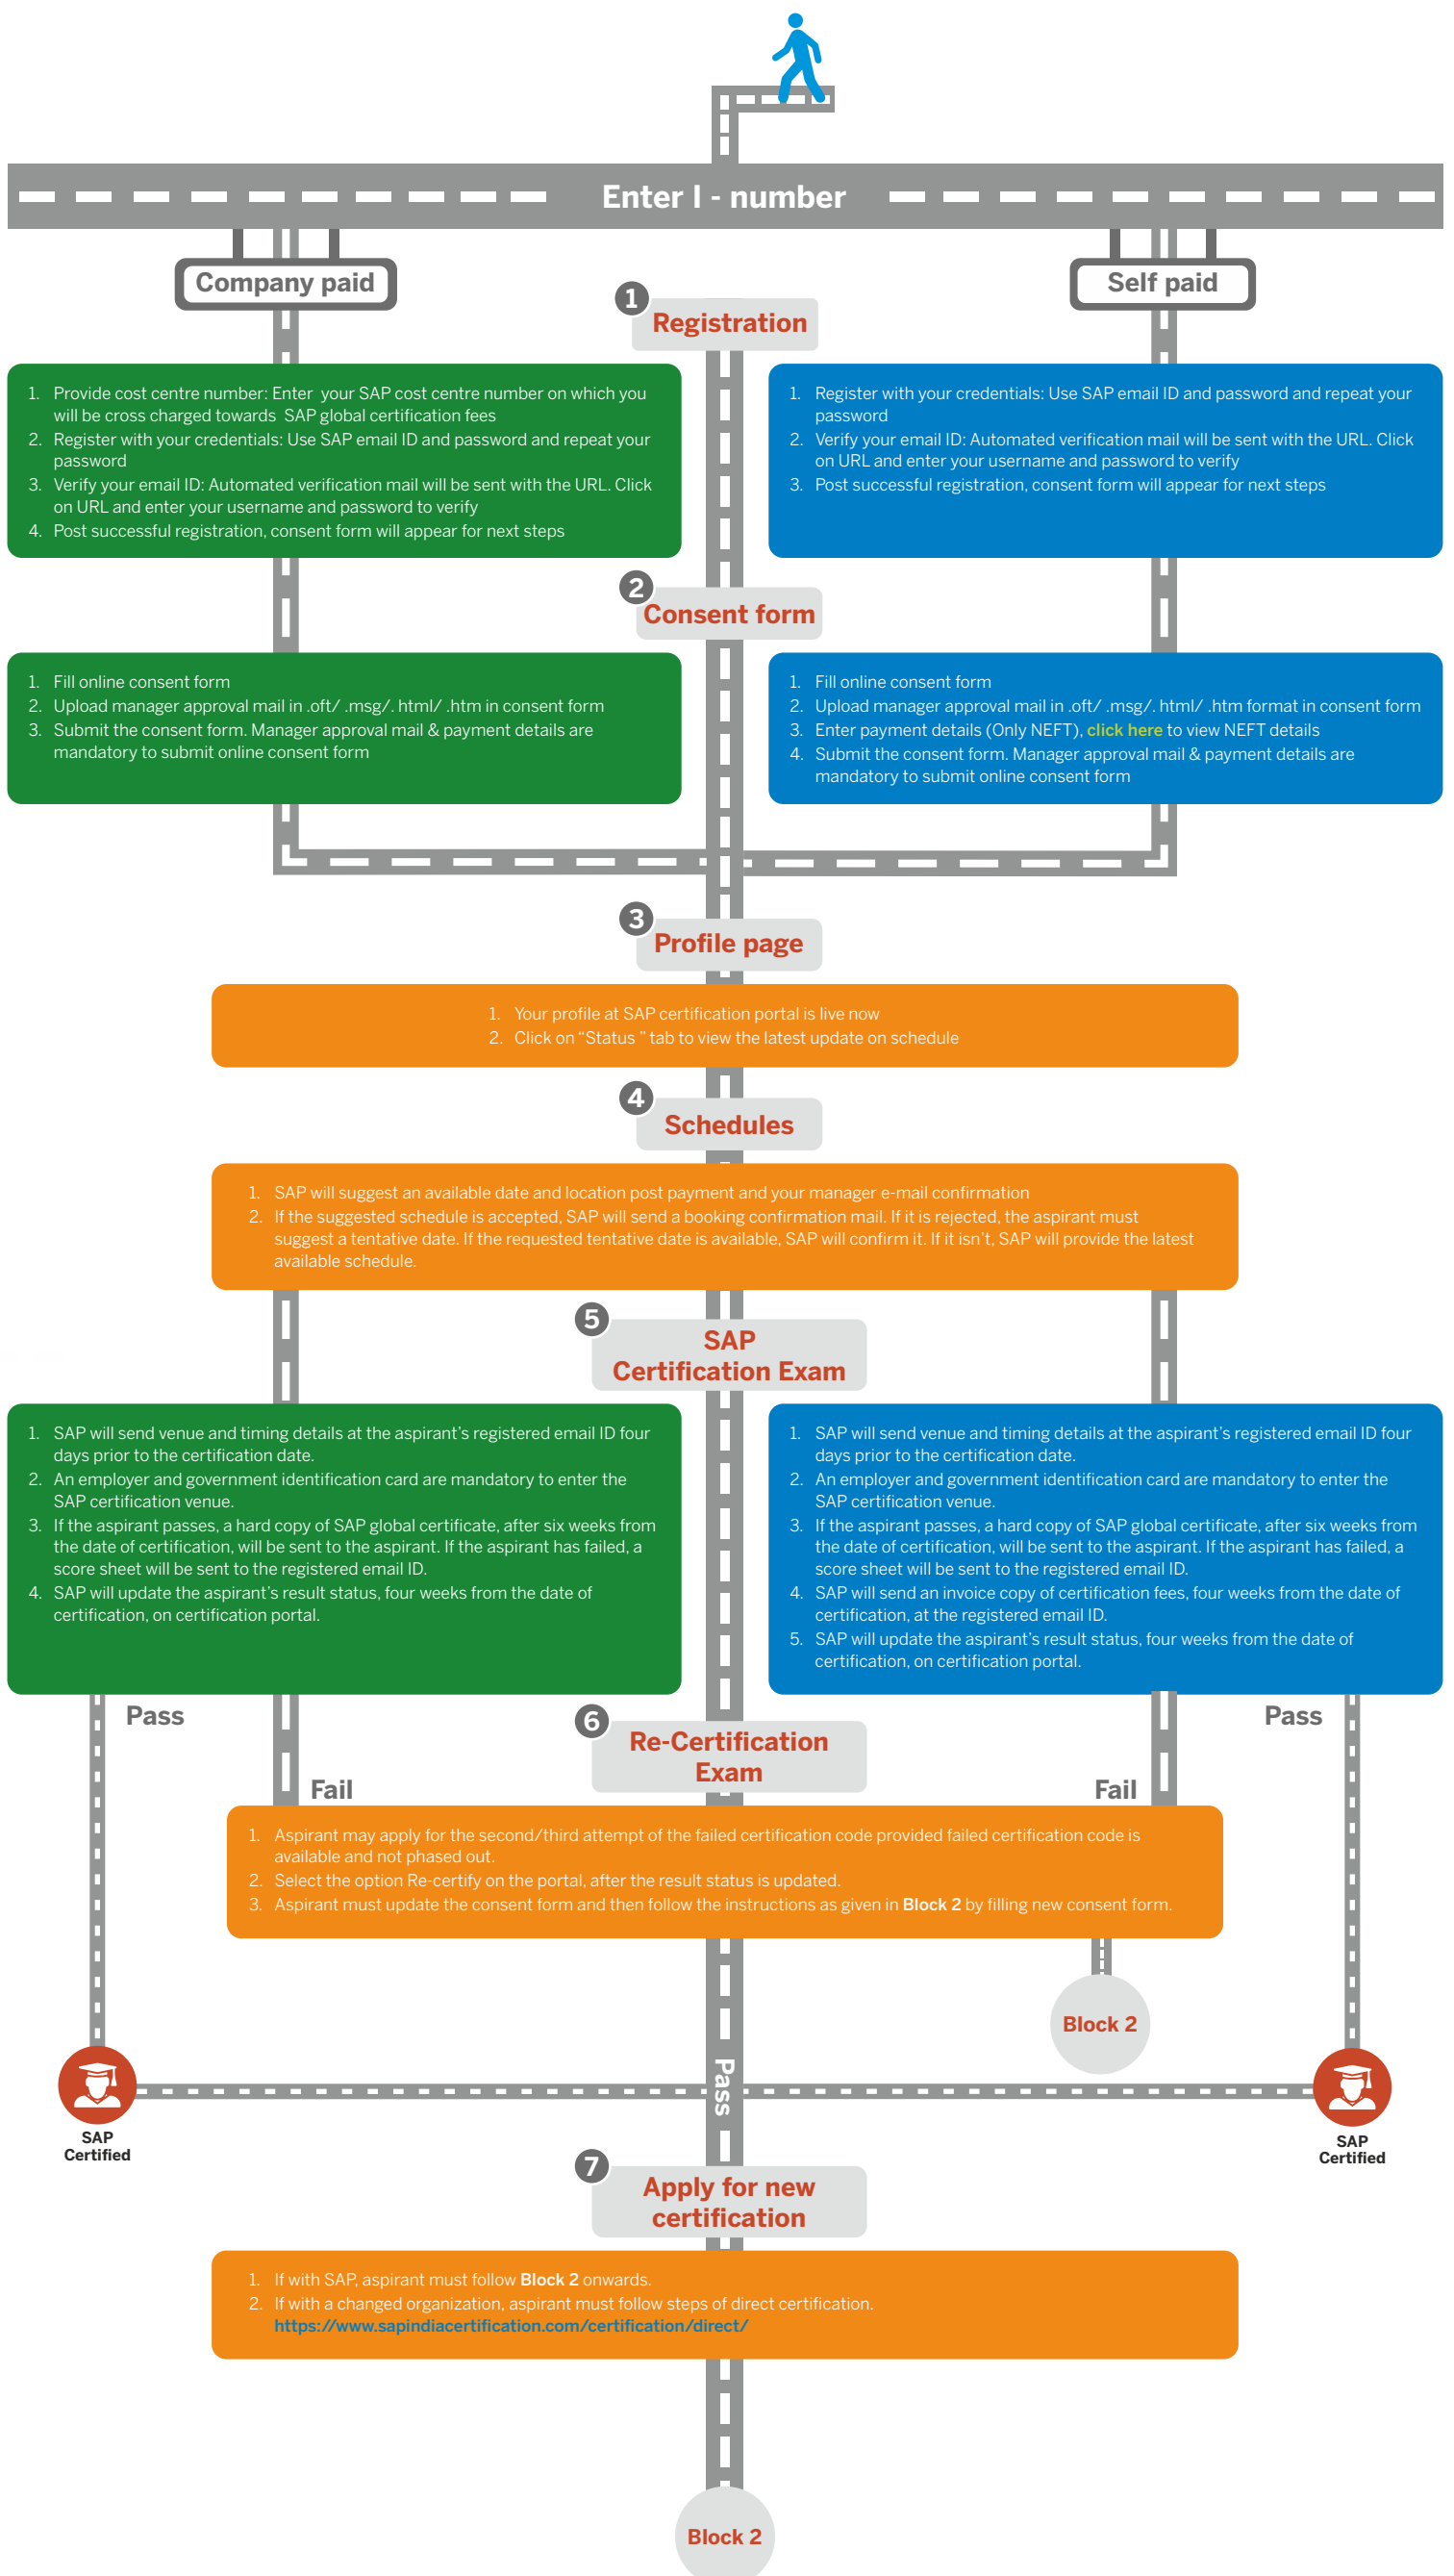 Enter I - number
Company paid
Self paid
1
Registration
1. Provide cost centre number: Enter your SAP cost centre number on which you
will be cross charged towards SAP global certification fees
2. Register with your credentials: Use SAP email ID and password and repeat your
password
3. Verify your email ID: Automated verification mail will be sent with the URL. Click
on URL and enter your username and password to verify
4. Post successful registration, consent form will appear for next steps
1. Register with your credentials: Use SAP email ID and password and repeat your
password
2. Verify your email ID: Automated verification mail will be sent with the URL. Click
on URL and enter your username and password to verify
3. Post successful registration, consent form will appear for next steps
2
Consent form
1. Fill online consent form
2. Upload manager approval mail in .oft/ .msg/. html/ .htm in consent form
3. Submit the consent form. Manager approval mail & payment details are
mandatory to submit online consent form
1. Fill online consent form
2. Upload manager approval mail in .oft/ .msg/. html/ .htm format in consent form
3. Enter payment details (Only NEFT), click here to view NEFT details
4. Submit the consent form. Manager approval mail & payment details are
mandatory to submit online consent form
3
Profile page
1. Your profile at SAP certification portal is live now
2. Click on “Status ” tab to view the latest update on schedule
4
Schedules
1. SAP will suggest an available date and location post payment and your manager e-mail confirmation
2. If the suggested schedule is accepted, SAP will send a booking confirmation mail. If it is rejected, the aspirant must
suggest a tentative date. If the requested tentative date is available, SAP will confirm it. If it isn’t, SAP will provide the latest
available schedule.
5
SAP
Certification Exam
1. SAP will send venue and timing details at the aspirant’s registered email ID four
days prior to the certification date.
2. An employer and government identification card are mandatory to enter the
SAP certification venue.
3. If the aspirant passes, a hard copy of SAP global certificate, after six weeks from
the date of certification, will be sent to the aspirant. If the aspirant has failed, a
score sheet will be sent to the registered email ID.
4. SAP will update the aspirant’s result status, four weeks from the date of
certification, on certification portal.
1. SAP will send venue and timing details at the aspirant’s registered email ID four
days prior to the certification date.
2. An employer and government identification card are mandatory to enter the
SAP certification venue.
3. If the aspirant passes, a hard copy of SAP global certificate, after six weeks from
the date of certification, will be sent to the aspirant. If the aspirant has failed, a
score sheet will be sent to the registered email ID.
4. SAP will send an invoice copy of certification fees, four weeks from the date of
certification, at the registered email ID.
5. SAP will update the aspirant’s result status, four weeks from the date of
certification, on certification portal.
Pass
Pass
6
Re-Certification
Exam
Fail
Fail
1. Aspirant may apply for the second/third attempt of the failed certification code provided failed certification code is
available and not phased out.
2. Select the option Re-certify on the portal, after the result status is updated.
3. Aspirant must update the consent form and then follow the instructions as given in Block 2 by filling new consent form.
Block 2
Pass
SAP
Certified
SAP
Certified
7
Apply for new
certification
1. If with SAP, aspirant must follow Block 2 onwards.
2. If with a changed organization, aspirant must follow steps of direct certification.
https://www.sapindiacertification.com/certification/direct/
Block 2